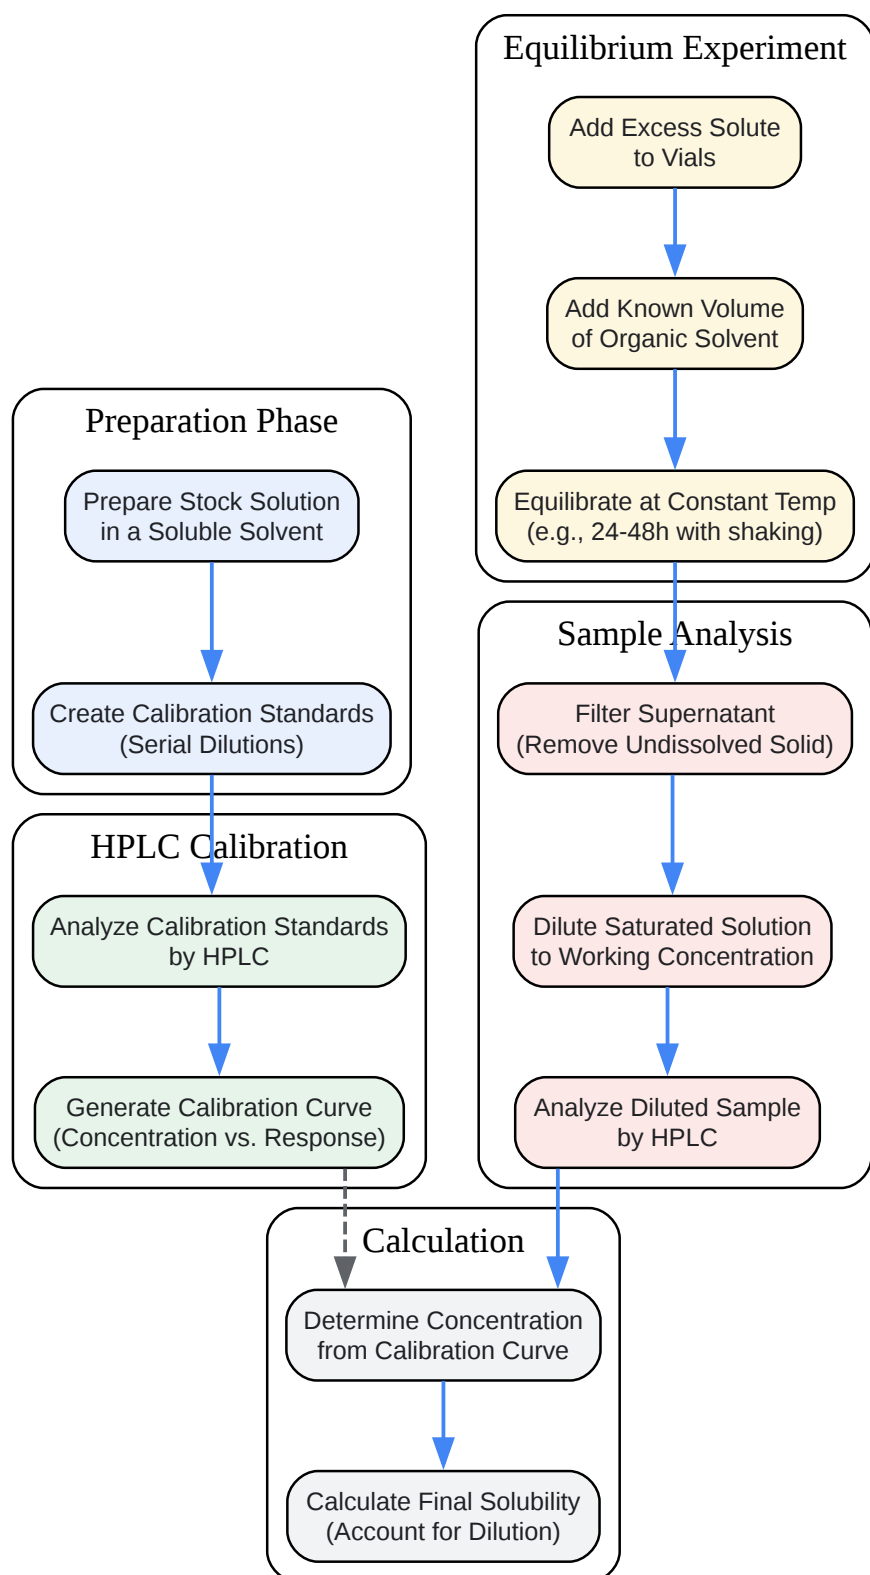 Equilibrium Experiment
Add Excess Solute
to Vials
Add Known Volume
of Organic Solvent
Equilibrate at Constant Temp
(e.g., 24-48h with shaking)
Preparation Phase
Prepare Stock Solution
in a Soluble Solvent
Create Calibration Standards
(Serial Dilutions)
HPLC Calibration
Analyze Calibration Standards
by HPLC
Generate Calibration Curve
(Concentration vs. Response)
Sample Analysis
Filter Supernatant
(Remove Undissolved Solid)
Dilute Saturated Solution
to Working Concentration
Analyze Diluted Sample
by HPLC
Calculation
Determine Concentration
from Calibration Curve
Calculate Final Solubility
(Account for Dilution)